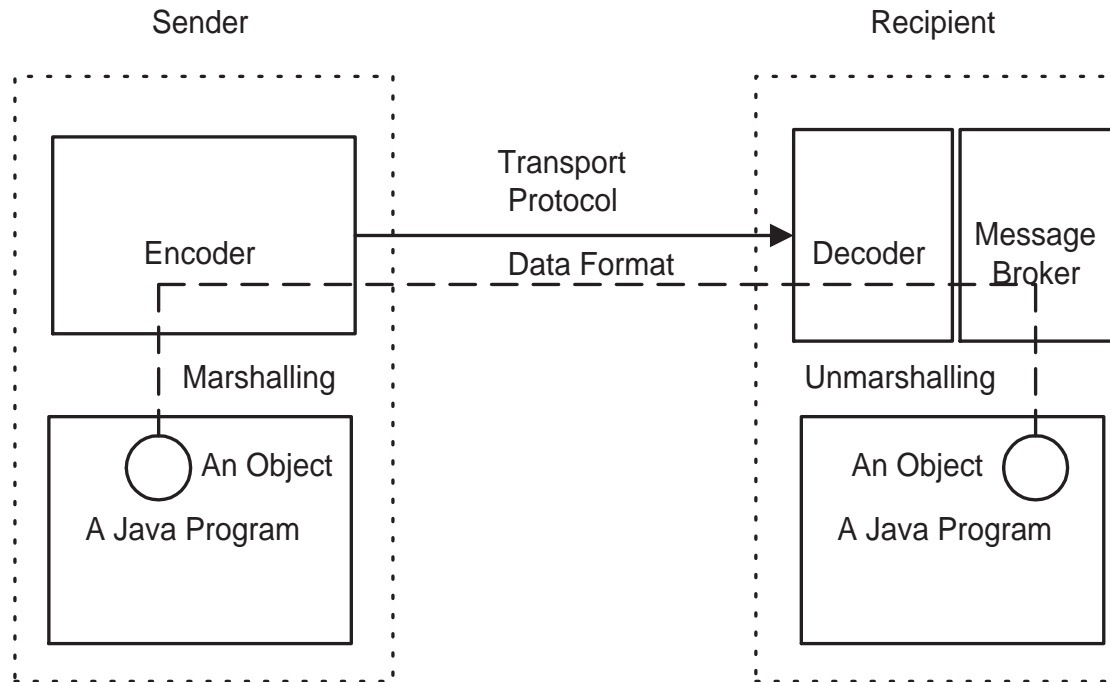 Sender
Recipient
Transport
Protocol
Encoder
Data Format
Decoder
Message
Broker
Marshalling
Unmarshalling
An Object
A Java Program
An Object
A Java Program